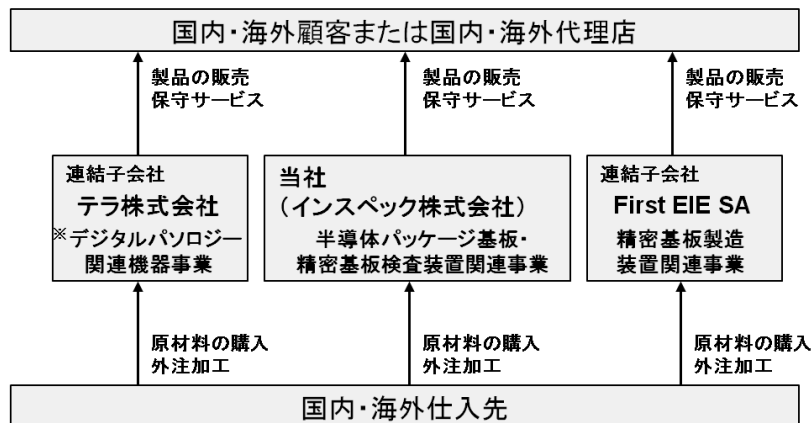 国内・海外顧客または国内・海外代理店
製品の販売
保守サービス
製品の販売
保守サービス
製品の販売
保守サービス
連結子会社
テラ株式会社
※デジタルパソロジー
関連機器事業
当社
（インスペック株式会社）
半導体パッケージ基板・
精密基板検査装置関連事業
連結子会社
First EIE SA
精密基板製造
装置関連事業
原材料の購入
外注加工
原材料の購入
外注加工
原材料の購入
外注加工
国内・海外仕入先